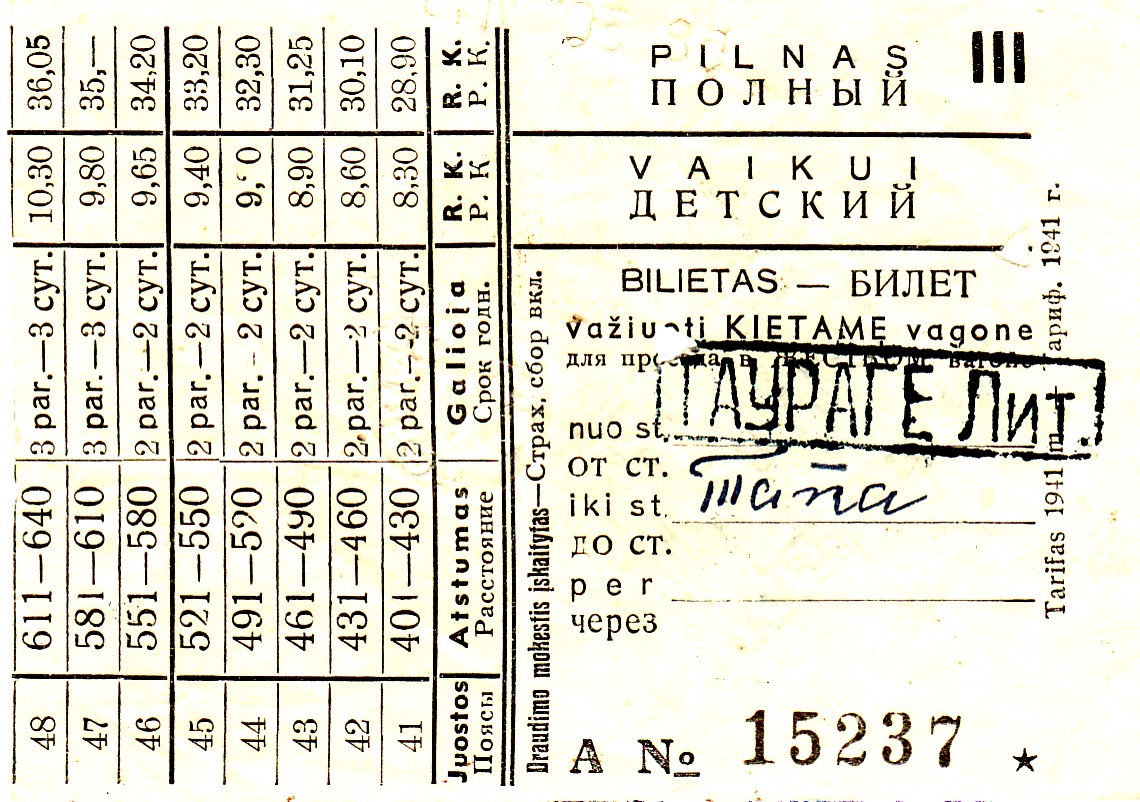 III
PILNAS
ПОЛНЫЙ
VAIKUI
ДЕТСКИЙ
BILIETAS — БИЛЕТ
važiuoti KIETAME vagone
для проезда в ЖЕСТКОМ вагоне
ТАУРАГЕ Лит.
nuo st.
от ст.
iki st. Тапа
до ст.
per
через
A № 15237 ★
Tarifas 1941 m. — Тариф. 1941 г.
Draudimo mokestis įskaitytas—Страх, сбор вкл.
Juostos Atstumas Galioja R. K. R. K.
Поясы Расстояние Срок годн. Р. К Р. К.
41 401—430 2 par.—2 сут. 8,30 28,90
42 431—460 2 par.—2 сут. 8,60 30,10
43 461—490 2 par.—2 сут. 8,90 31,25
44 491—520 2 par.—2 сут. 32,30
45 521—550 2 par.—2 сут. 9,40 33,20
46 551—580 2 par.—2 сут. 9,65 34,20
47 581—610 3 par.—3 сут. 9,80 35,—
48 611—640 3 par.—3 сут. 10,30 36,05